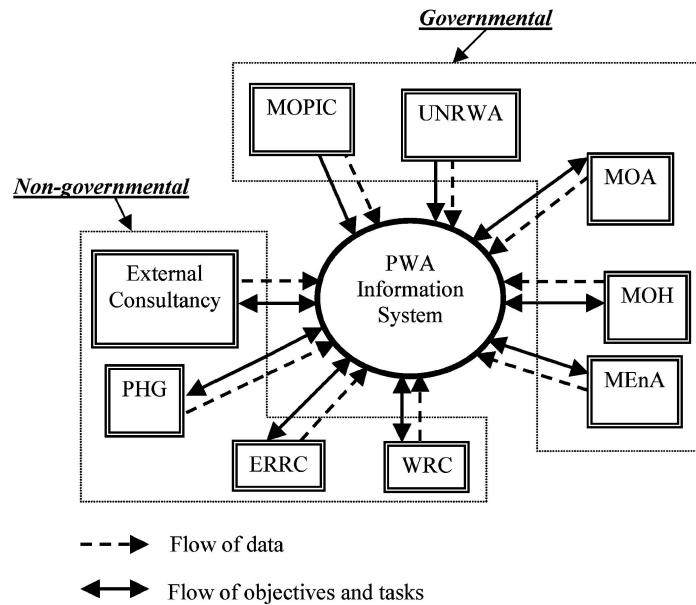 Governmental
MOPIC
UNRWA
MOA
Non-governmental
External
Consultancy
PWA
Information
System
MOH
PHG
MEnA
ERRC
WRC
Flow of data
Flow of objectives and tasks